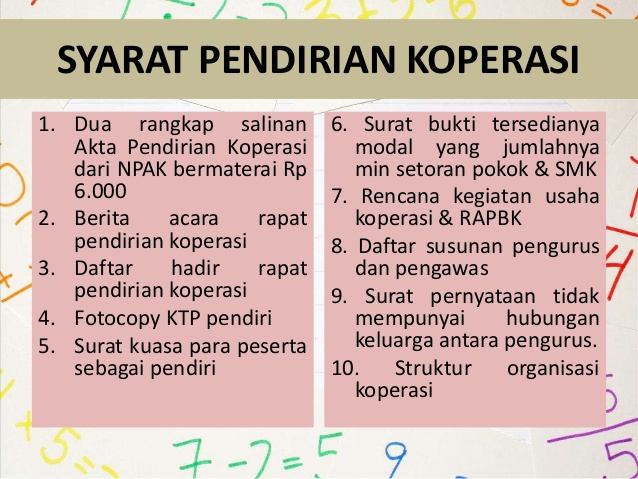 SYARAT PENDIRIAN KOPERASI
1. Dua rangkap salinan
Akta Pendirian Koperasi
dari NPAK bermaterai Rp
6.000
2. Berita acara rapat
pendirian koperasi
3. Daftar hadir rapat
pendirian koperasi
4. Fotocopy KTP pendiri
5. Surat kuasa para peserta
sebagai pendiri
6. Surat bukti tersedianya
modal yang jumlahnya
min setoran pokok & SMK
7. Rencana kegiatan usaha
koperasi & RAPBK
8. Daftar susunan pengurus
dan pengawas
9. Surat pernyataan tidak
mempunyai hubungan
keluarga antara pengurus.
10. Struktur organisasi
koperasi
7-2=5
9